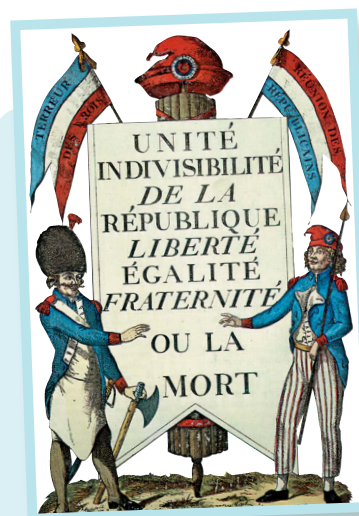 TERREUR
DES ROIS
RÉUNION DES
RÉPUBLICAINS
UNITÉ
INDIVISIBILITÉ
DE LA
RÉPUBLIQUE
LIBERTÉ
ÉGALITÉ
FRATERNITÉ
OU LA
MORT